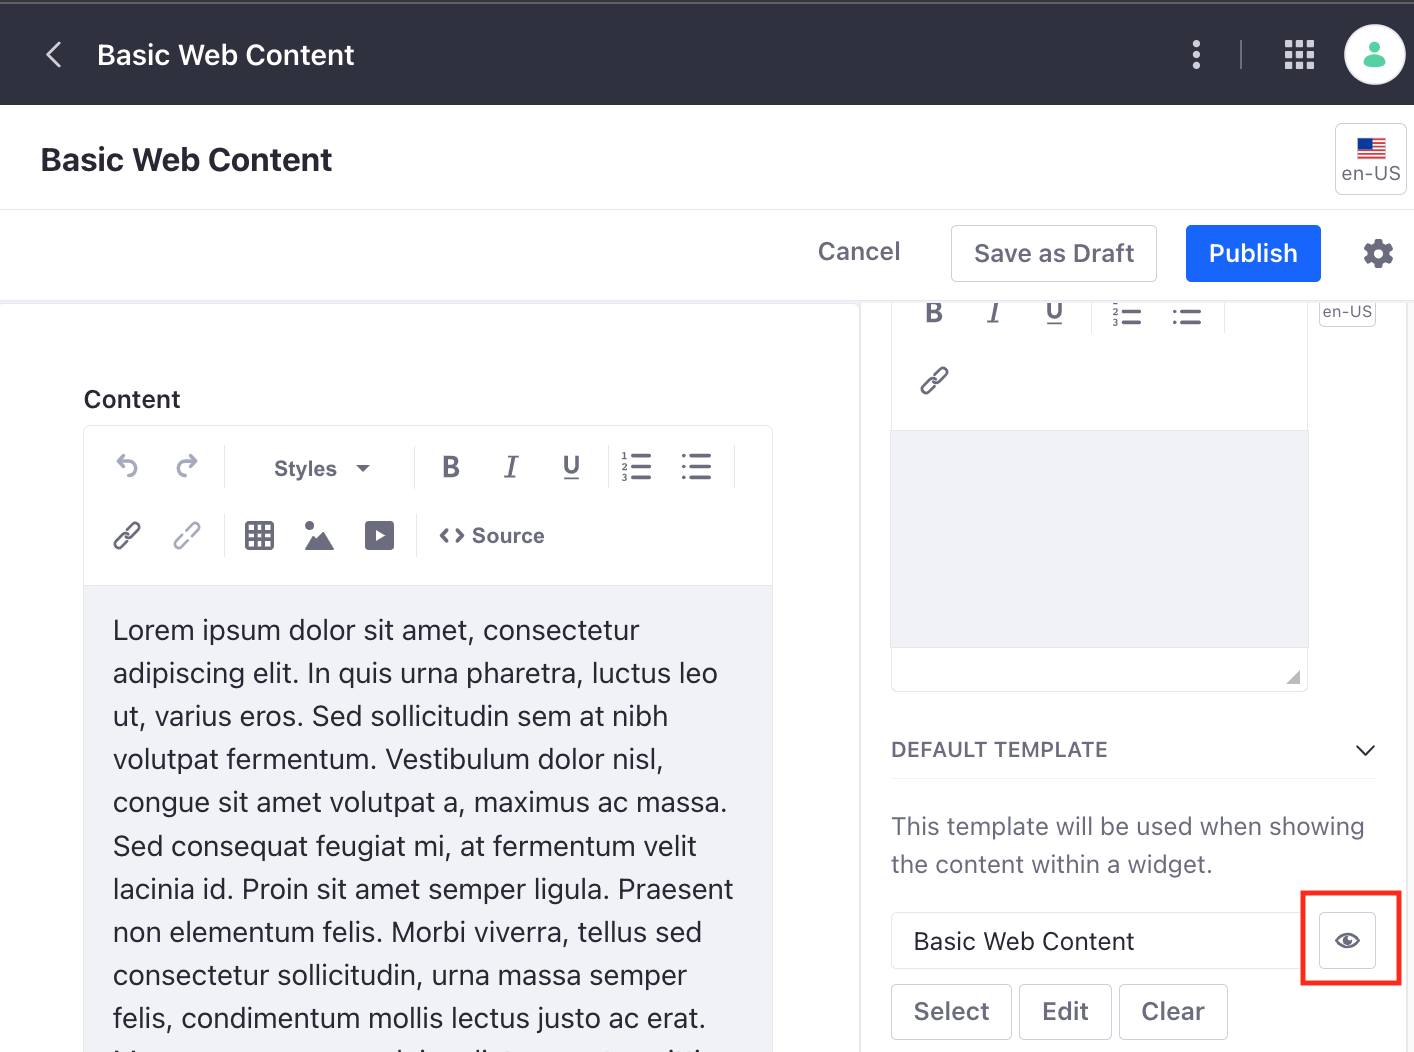 Basic Web Content
Basic Web Content
en-US
Cancel
Save as Draft
Publish
B I U
en-US
Content
Styles
B I U
Source
Lorem ipsum dolor sit amet, consectetur
adipiscing elit. In quis urna pharetra, luctus leo
ut, varius eros. Sed sollicitudin sem at nibh
volutpat fermentum. Vestibulum dolor nisl,
congue sit amet volutpat a, maximus ac massa.
Sed consequat feugiat mi, at fermentum velit
lacinia id. Proin sit amet semper ligula. Praesent
non elementum felis. Morbi viverra, tellus sed
consectetur sollicitudin, urna massa semper
felis, condimentum mollis lectus justo ac erat.
DEFAULT TEMPLATE
This template will be used when showing
the content within a widget.
Basic Web Content
Select
Edit
Clear